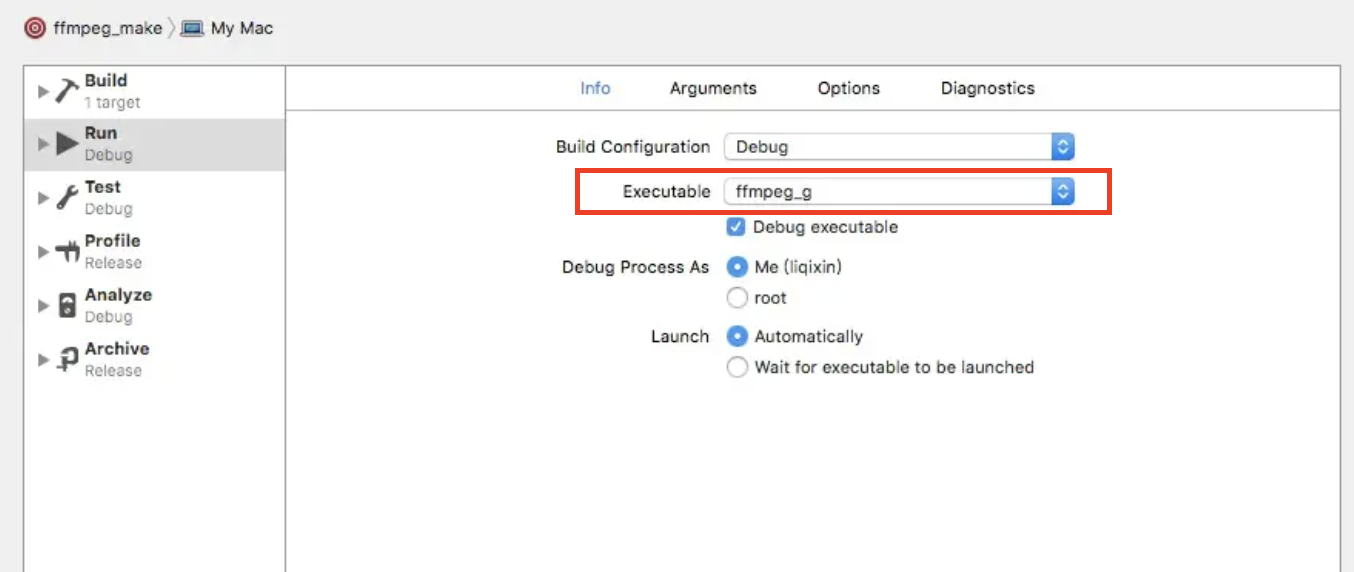 ffmpeg_make My Mac
Build
1 target
Run
Debug
Test
Debug
Profile
Release
Analyze
Debug
Archive
Release
Info Arguments Options Diagnostics
Build Configuration Debug
Executable ffmpeg_g
Debug executable
Debug Process As Me (liqixin)
root
Launch Automatically
Wait for executable to be launched